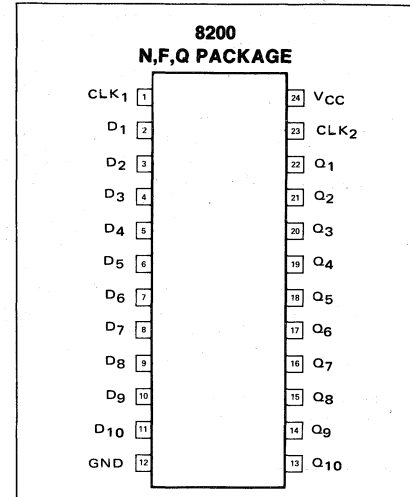 8200
N,F,Q PACKAGE
CLK1 1 24 VCC
D1 2 23 CLK2
D2 3 22 Q1
D3 4 21 Q2
D4 5 20 Q3
D5 6 19 Q4
D6 7 18 Q5
D7 8 17 Q6
D8 9 16 Q7
D9 10 15 Q8
D10 11 14 Q9
GND 12 13 Q10